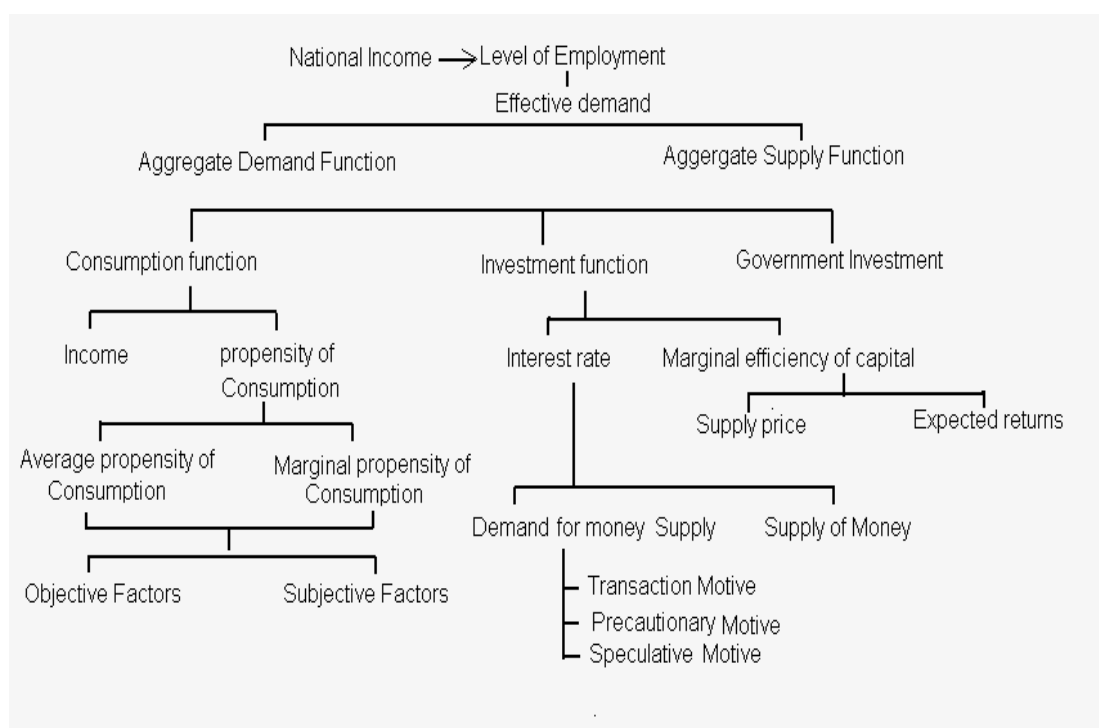 National Income Level of Employment
Effective demand
Aggregate Demand Function
Aggergate Supply Function
Consumption function
Investment function
Government Investment
Income
propensity of
Consumption
Interest rate
Marginal efficiency of capital
Supply price
Expected returns
Average propensity of
Consumption
Marginal propensity of
Consumption
Demand for money Supply
Supply of Money
Objective Factors
Subjective Factors
Transaction Motive
Precautionary Motive
Speculative Motive